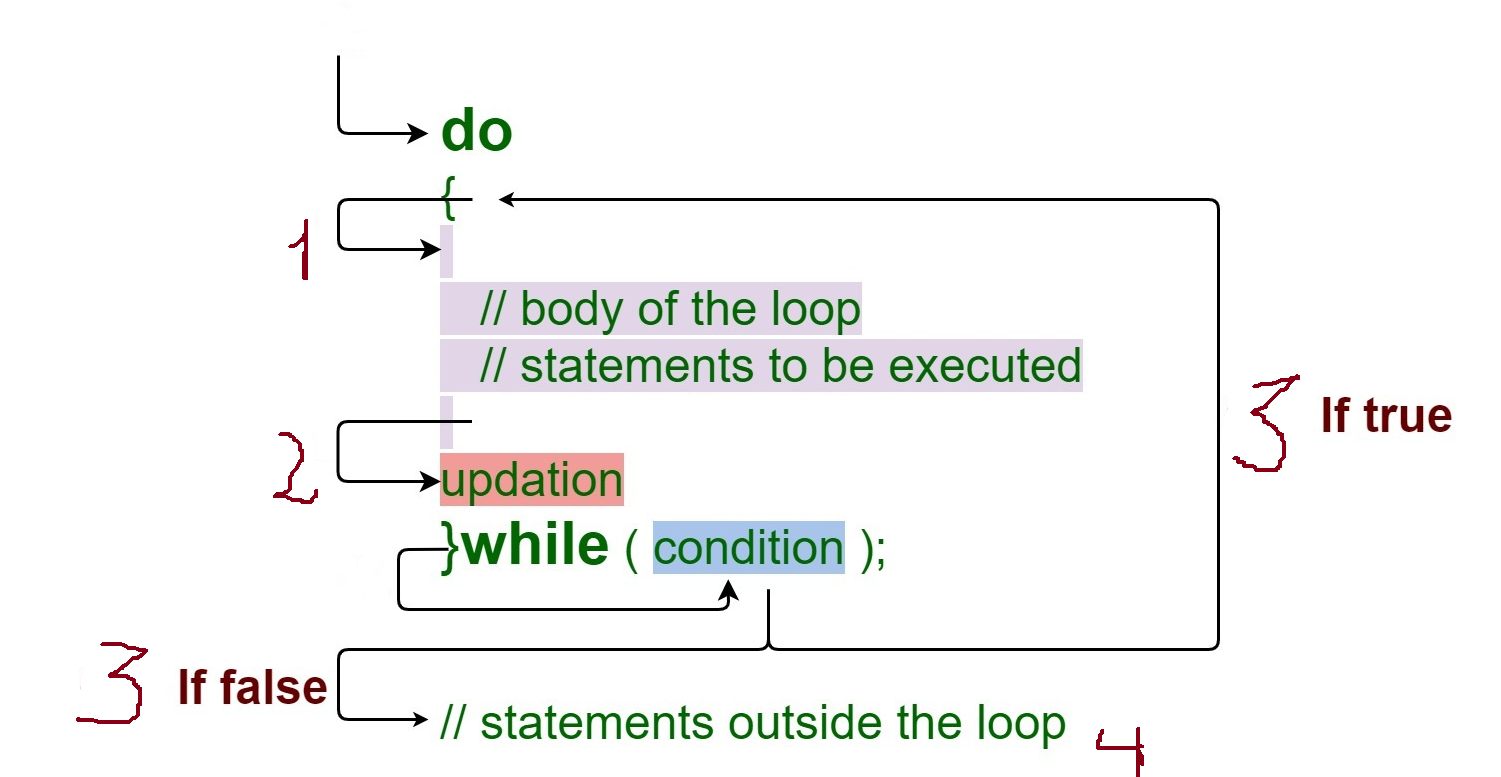 do
{
1
// body of the loop
// statements to be executed
3 If true
2
updation
}while ( condition );
3 If false
// statements outside the loop
4